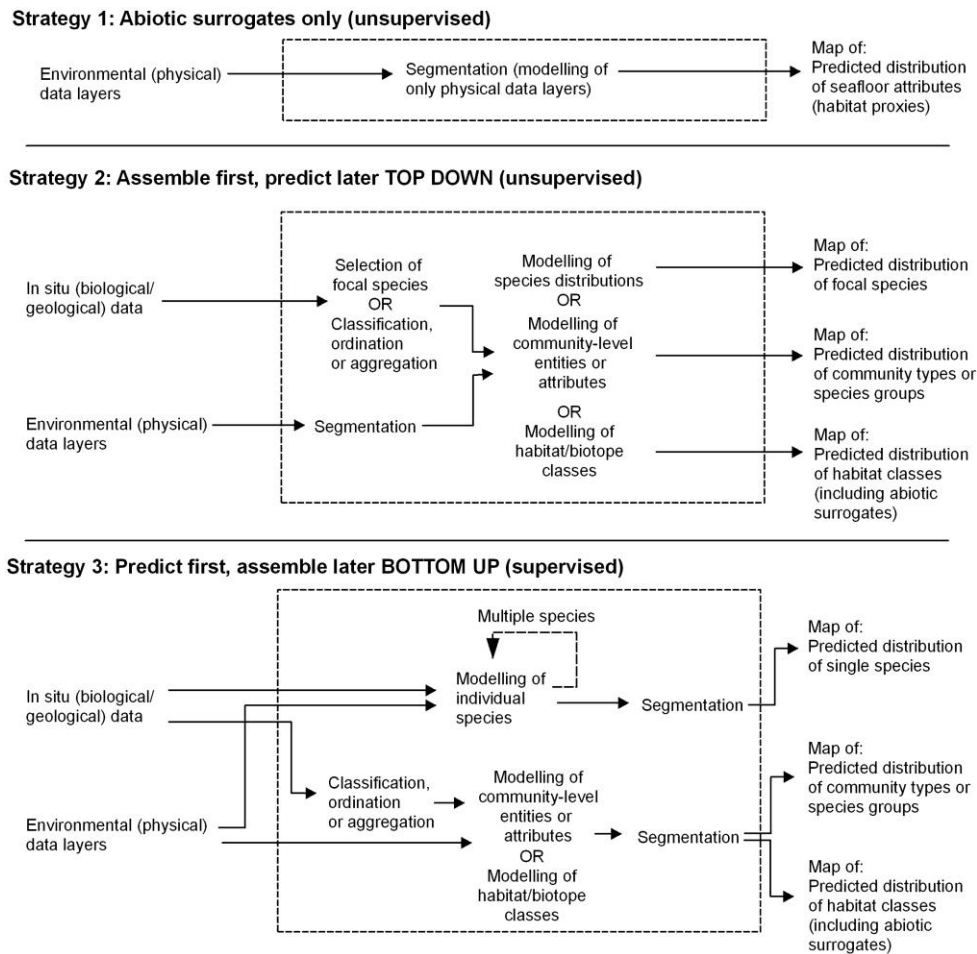 Strategy 1: Abiotic surrogates only (unsupervised)
Environmental (physical)
data layers
Segmentation (modelling of
only physical data layers)
Map of:
Predicted distribution
of seafloor attributes
(habitat proxies)
Strategy 2: Assemble first, predict later TOP DOWN (unsupervised)
In situ (biological/
geological) data
Environmental (physical)
data layers
Selection of
focal species
OR
Classification,
ordination
or aggregation
Segmentation
Modelling of
species distributions
OR
Modelling of
community-level
entities or
attributes
OR
Modelling of
habitat/biotope
classes
Map of:
Predicted distribution
of focal species
Map of:
Predicted distribution
of community types or
species groups
Map of:
Predicted distribution
of habitat classes
(including abiotic
surrogates)
Strategy 3: Predict first, assemble later BOTTOM UP (supervised)
In situ (biological/
geological) data
Environmental (physical)
data layers
Multiple species
Modelling of
individual
species
Segmentation
Classification,
ordination
or aggregation
Modelling of
community-level
entities or
attributes
OR
Modelling of
habitat/biotope
classes
Segmentation
Map of:
Predicted distribution
of single species
Map of:
Predicted distribution
of community types or
species groups
Map of:
Predicted distribution
of habitat classes
(including abiotic
surrogates)